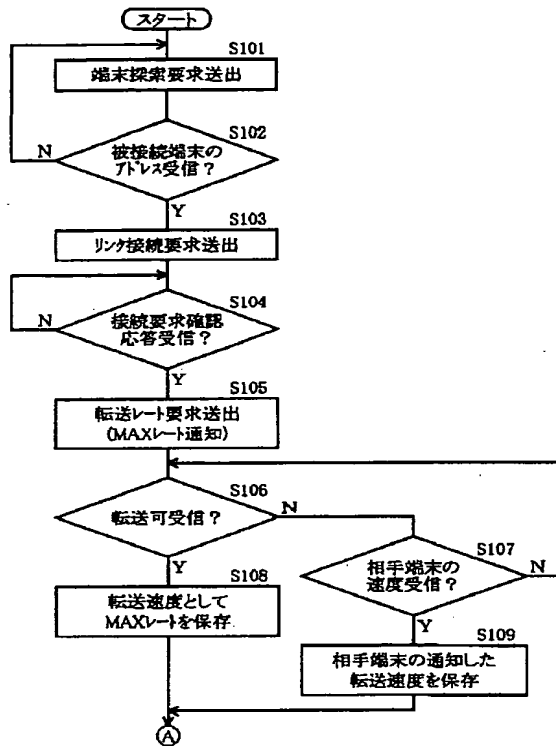 スタート
S101
端末探索要求送出
S102
被接続端末の
アドレス受信？
N
Y
S103
リンク接続要求送出
S104
接続要求確認
応答受信？
N
Y
S105
転送レート要求送出
(MAXレート通知)
S106
転送可受信？
N
Y
S107
相手端末の
速度受信？
N
Y
S108
転送速度として
MAXレートを保存
S109
相手端末の通知した
転送速度を保存
A